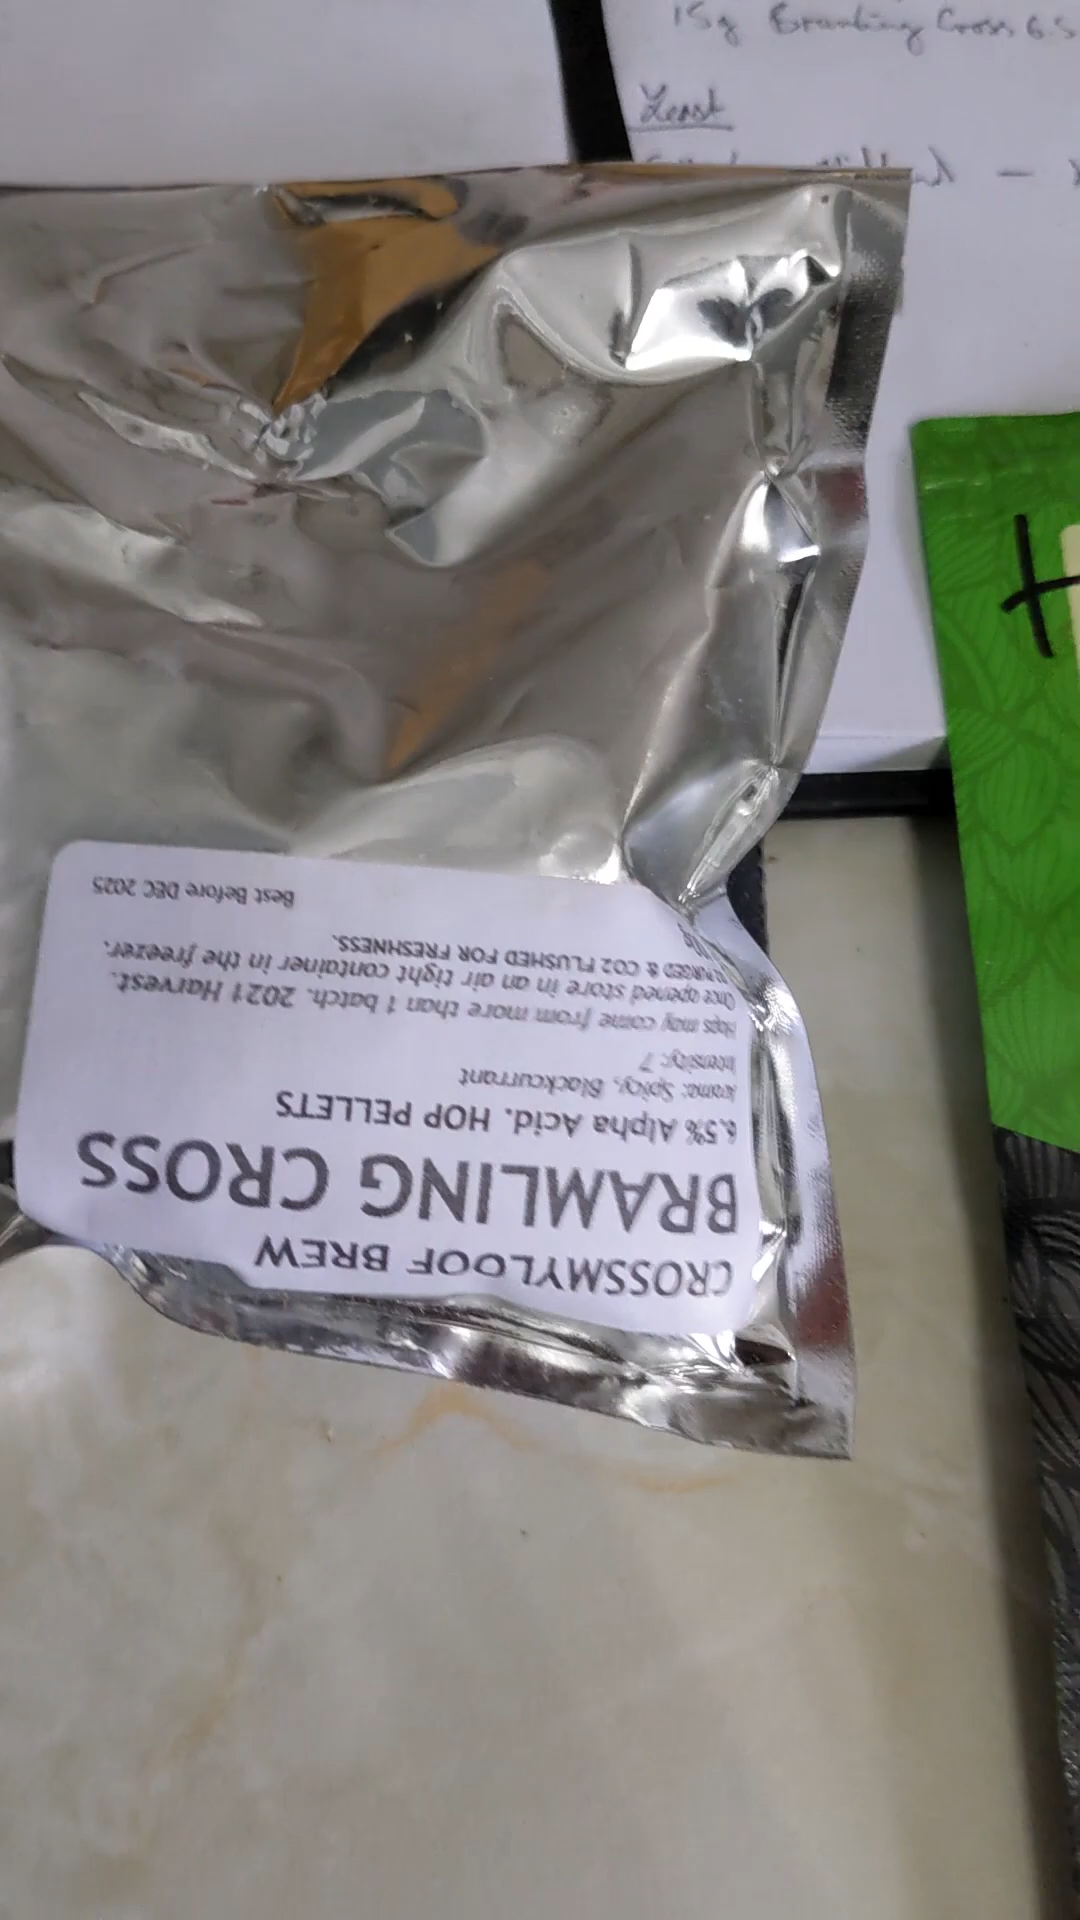 15g Bramling Cross 6.5
Yeast
CROSSMYLOOF BREW
BRAMLING CROSS
6.5% Alpha Acid. HOP PELLETS
Aroma: Spicy, Blackcurrant
Intensity: 7
Hops may come from more than 1 batch. 2021 Harvest.
Once opened store in an air tight container in the freezer.
PURGED & CO2 FLUSHED FOR FRESHNESS.
Best Before DEC 2025